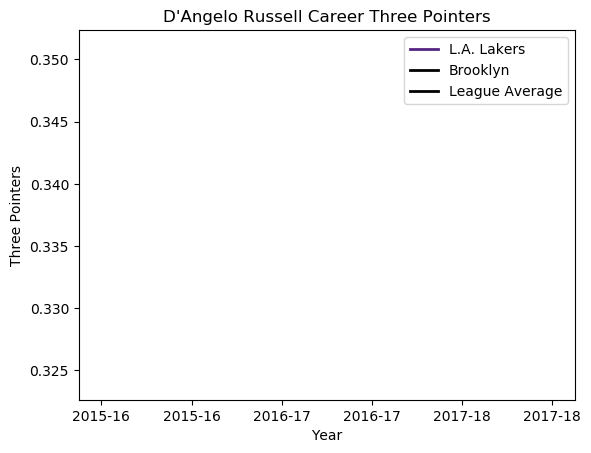 D'Angelo Russell Career Three Pointers
L.A. Lakers
Brooklyn
League Average
Three Pointers
0.350
0.345
0.340
0.335
0.330
0.325
2015-16 2015-16 2016-17 2016-17 2017-18 2017-18
Year